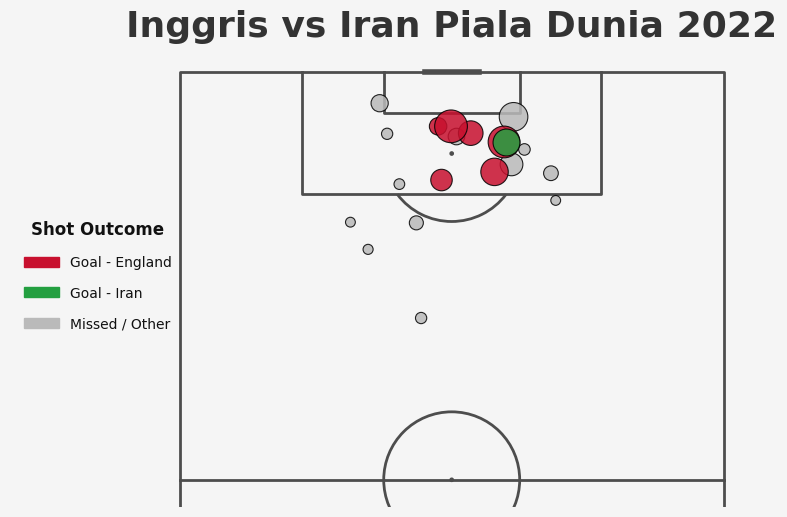 Inggris vs Iran Piala Dunia 2022
Shot Outcome
Goal - England
Goal - Iran
Missed / Other